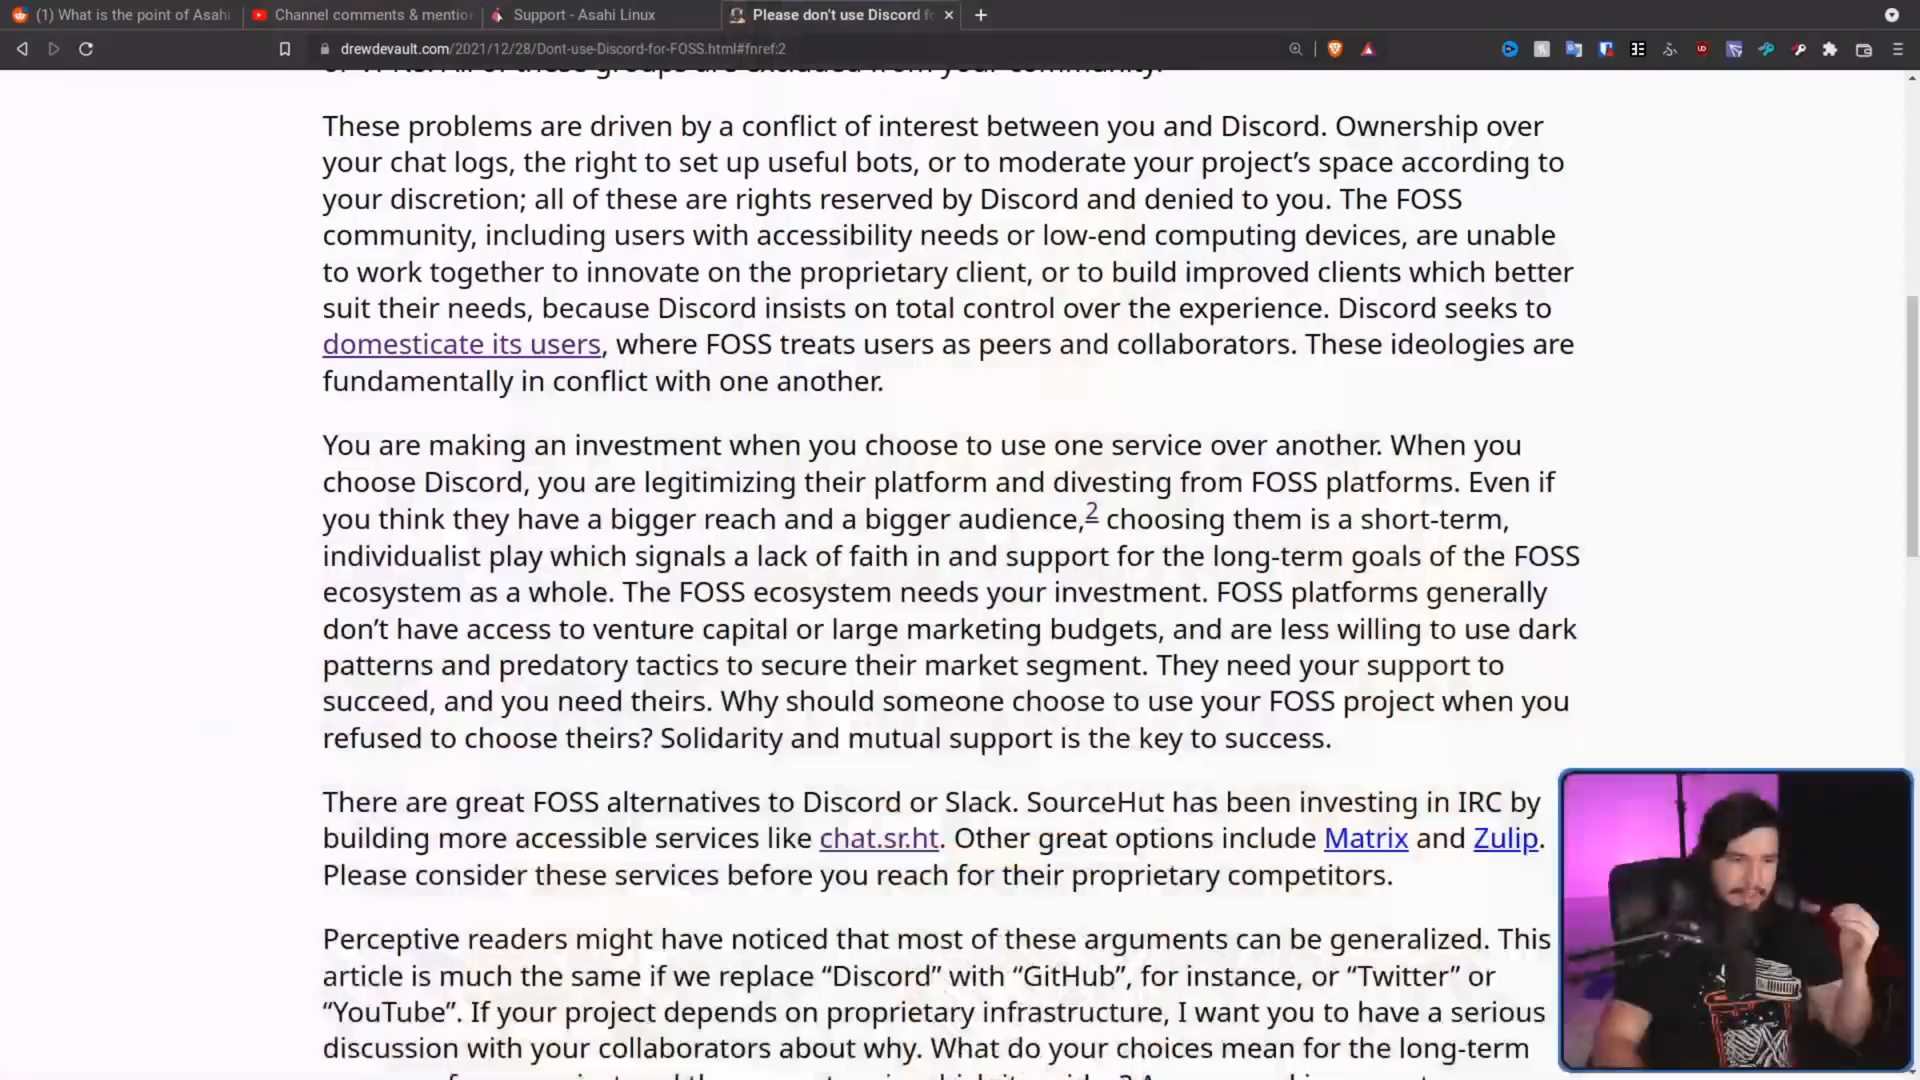 (1) What is the point of Asahi
Channel comments & mentio
Support - Asahi Linux
Please don't use Discord fo
drewdevault.com/2021/12/28/Dont-use-Discord-for-FOSS.html#fnref:2
These problems are driven by a conflict of interest between you and Discord. Ownership over
your chat logs, the right to set up useful bots, or to moderate your project’s space according to
your discretion; all of these are rights reserved by Discord and denied to you. The FOSS
community, including users with accessibility needs or low-end computing devices, are unable
to work together to innovate on the proprietary client, or to build improved clients which better
suit their needs, because Discord insists on total control over the experience. Discord seeks to
domesticate its users, where FOSS treats users as peers and collaborators. These ideologies are
fundamentally in conflict with one another.
You are making an investment when you choose to use one service over another. When you
choose Discord, you are legitimizing their platform and divesting from FOSS platforms. Even if
you think they have a bigger reach and a bigger audience,2 choosing them is a short-term,
individualist play which signals a lack of faith in and support for the long-term goals of the FOSS
ecosystem as a whole. The FOSS ecosystem needs your investment. FOSS platforms generally
don’t have access to venture capital or large marketing budgets, and are less willing to use dark
patterns and predatory tactics to secure their market segment. They need your support to
succeed, and you need theirs. Why should someone choose to use your FOSS project when you
refused to choose theirs? Solidarity and mutual support is the key to success.
There are great FOSS alternatives to Discord or Slack. SourceHut has been investing in IRC by
building more accessible services like chat.sr.ht. Other great options include Matrix and Zulip.
Please consider these services before you reach for their proprietary competitors.
Perceptive readers might have noticed that most of these arguments can be generalized. This
article is much the same if we replace “Discord” with “GitHub”, for instance, or “Twitter” or
“YouTube”. If your project depends on proprietary infrastructure, I want you to have a serious
discussion with your collaborators about why. What do your choices mean for the long-term